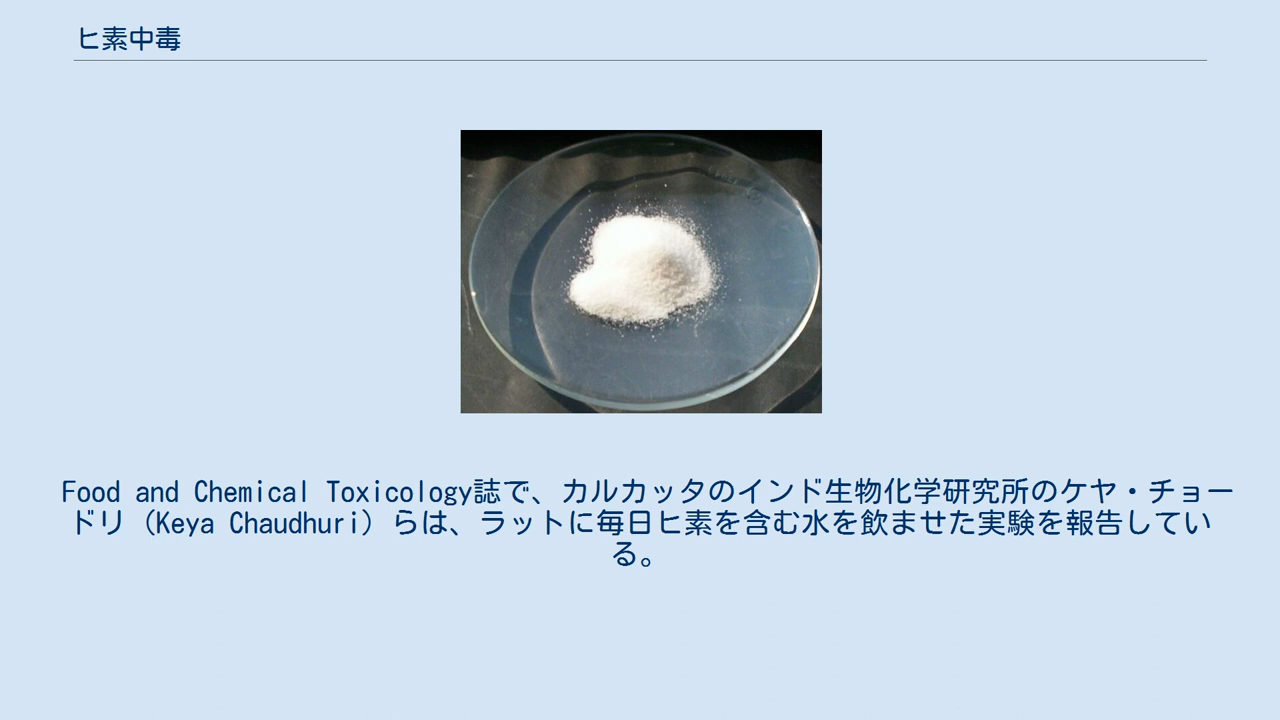 ヒ素中毒
Food and Chemical Toxicology誌で、カルカッタのインド生物化学研究所のケヤ・チョー
ドリ（Keya Chaudhuri）らは、ラットに毎日ヒ素を含む水を飲ませた実験を報告してい
る。